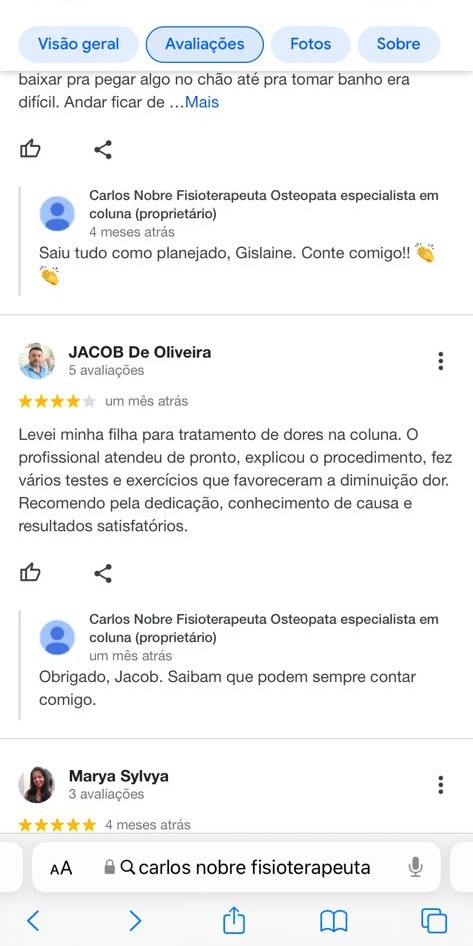 Visão geral
Avaliações
Fotos
Sobre
baixar pra pegar algo no chão até pra tomar banho era
difícil. Andar ficar de …Mais
Carlos Nobre Fisioterapeuta Osteopata especialista em
coluna (proprietário)
4 meses atrás
Saiu tudo como planejado, Gislaine. Conte comigo!! 👏
👏
JACOB De Oliveira
5 avaliações
um mês atrás
Levei minha filha para tratamento de dores na coluna. O
profissional atendeu de pronto, explicou o procedimento, fez
vários testes e exercícios que favoreceram a diminuição dor.
Recomendo pela dedicação, conhecimento de causa e
resultados satisfatórios.
Carlos Nobre Fisioterapeuta Osteopata especialista em
coluna (proprietário)
um mês atrás
Obrigado, Jacob. Saibam que podem sempre contar
comigo.
Marya Sylvya
3 avaliações
4 meses atrás
AA
carlos nobre fisioterapeuta